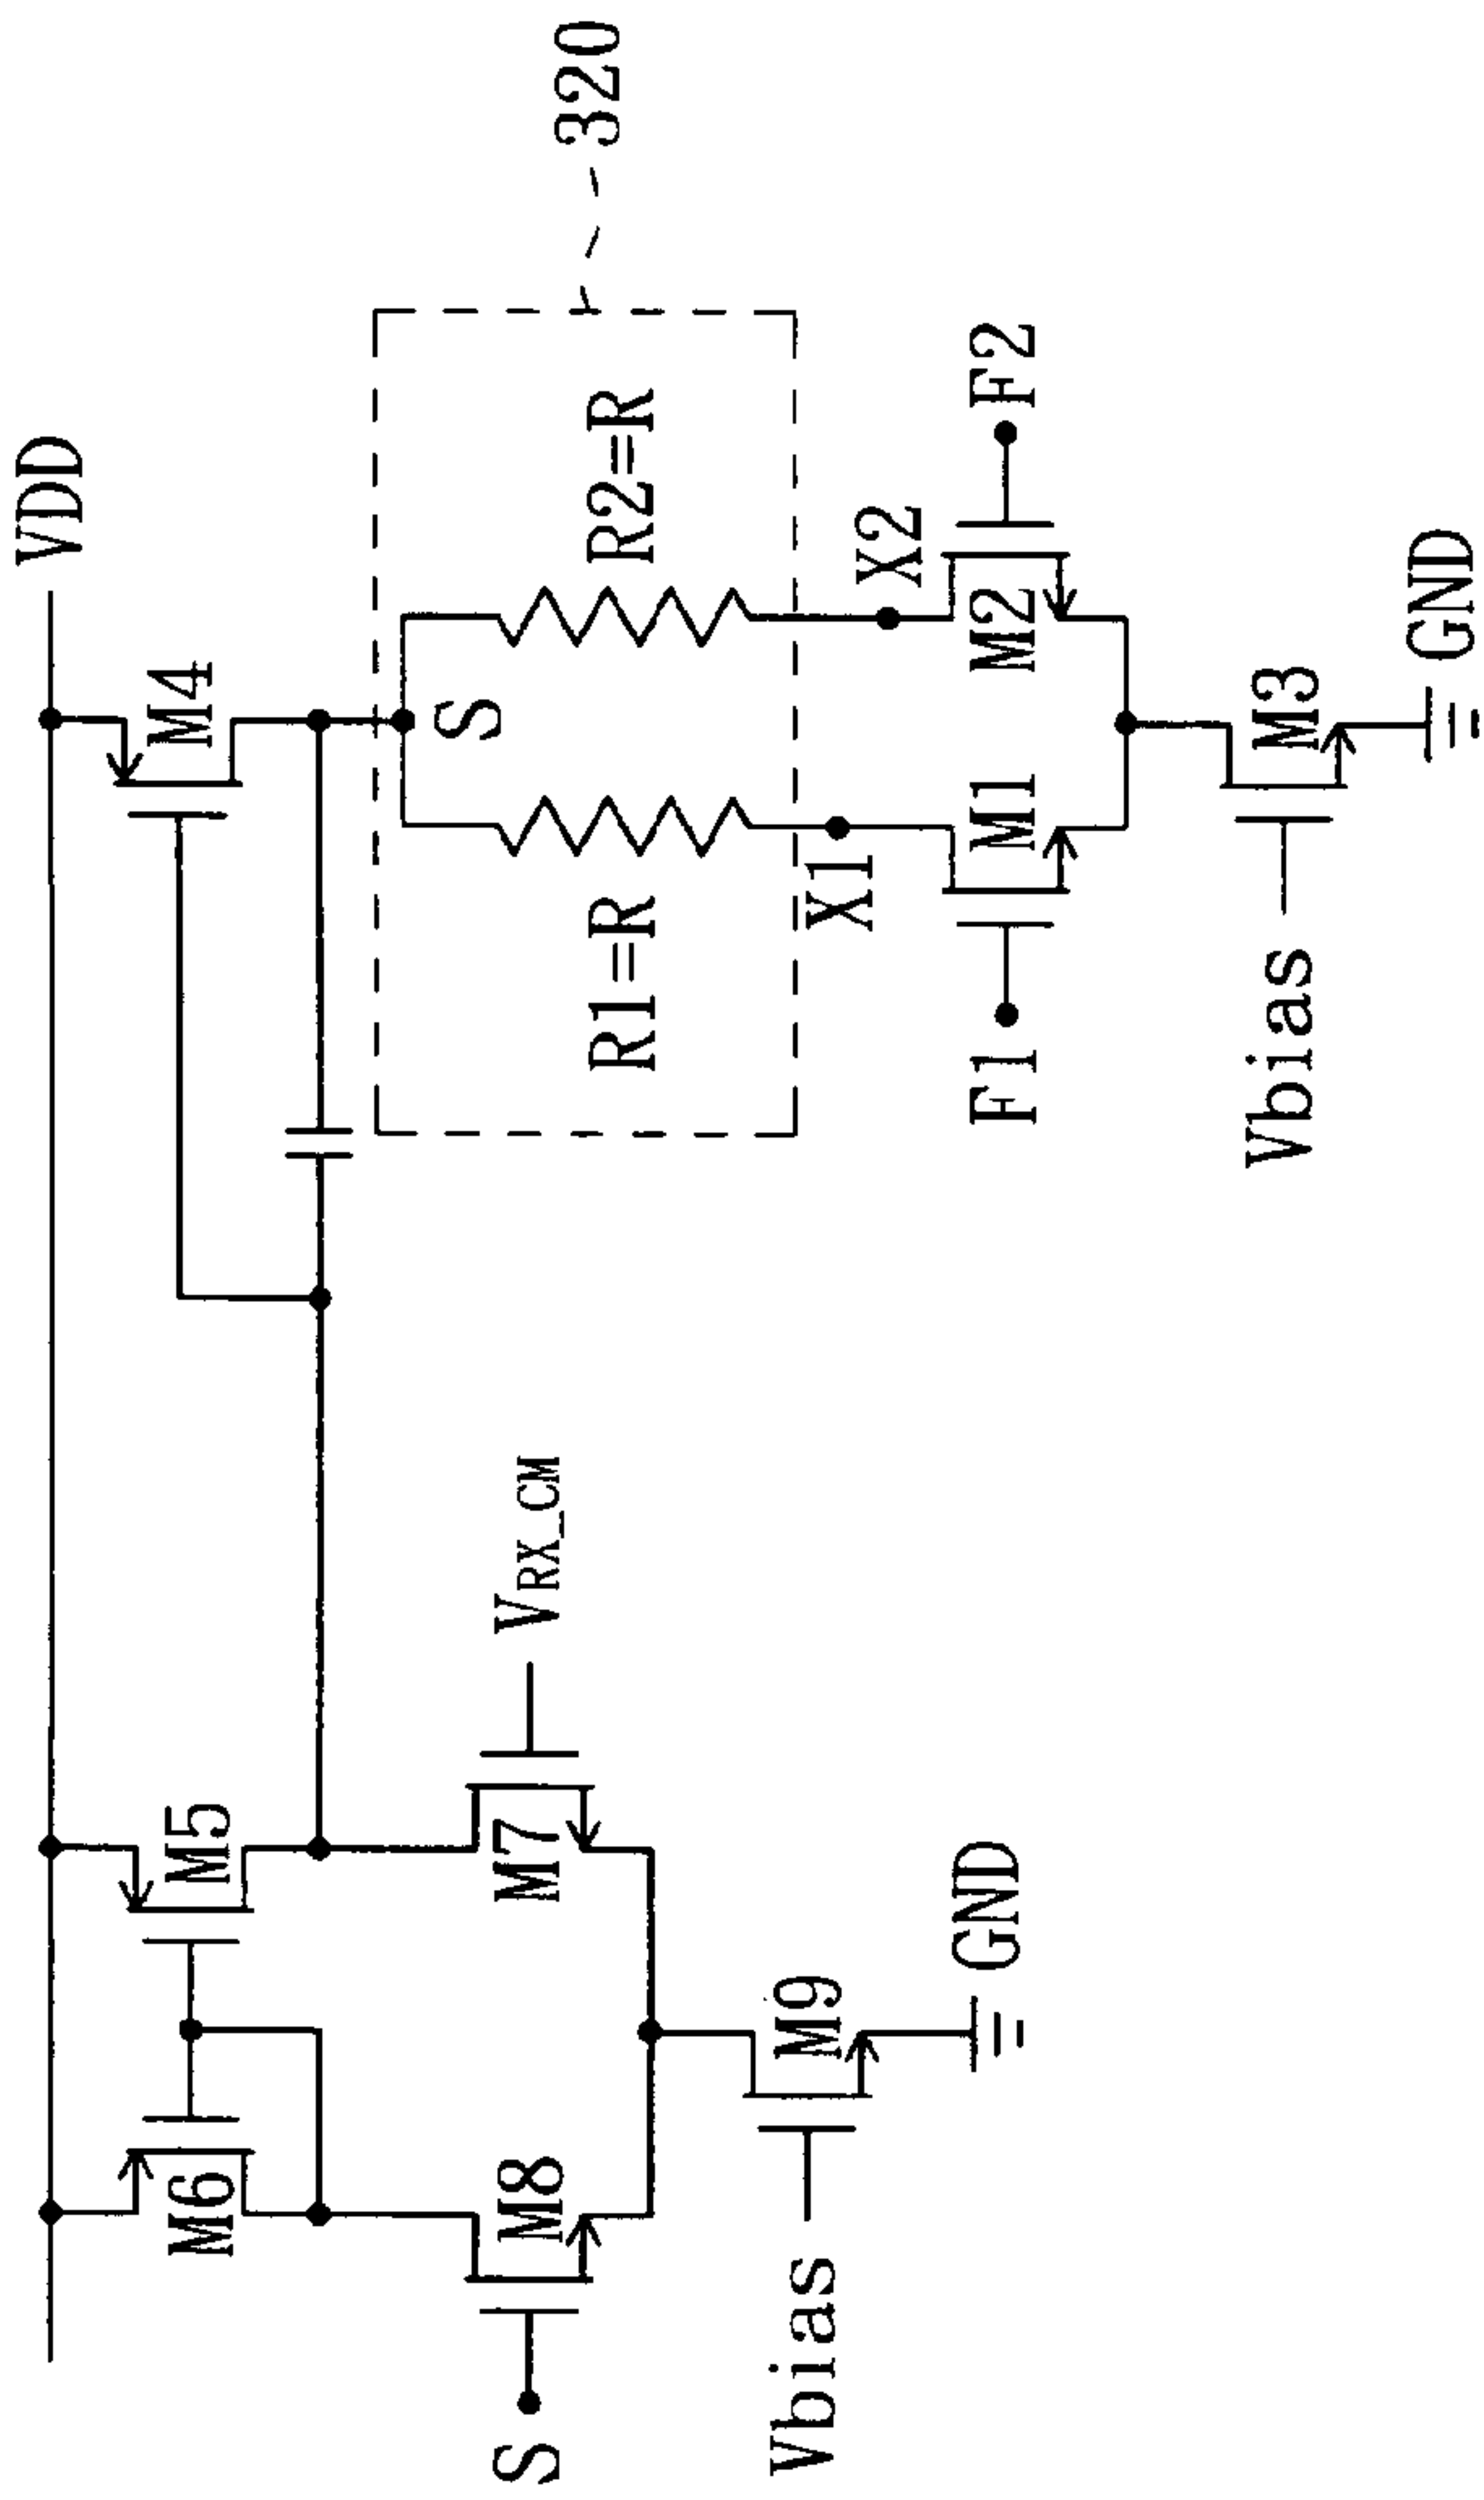 VDD
M6
M5
M4
S
320
S
M8
M7
VRX_CM
R1=R
R2=R
X1
X2
Vbias
M9
F1
M1
M2
F2
GND
Vbias
M3
GND